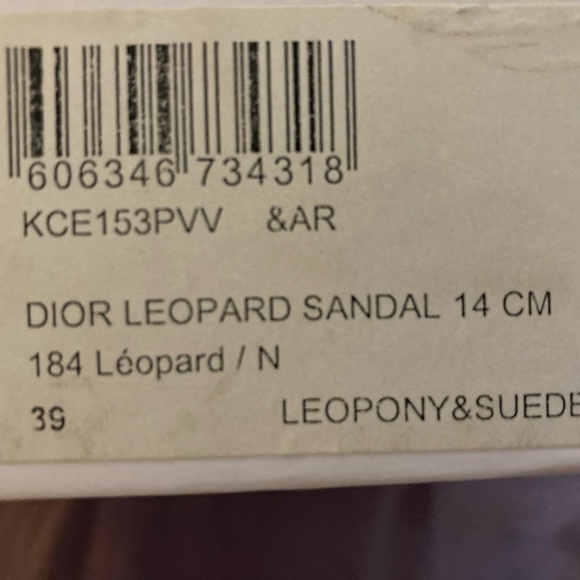 606346 734318
KCE153PVV &AR
DIOR LEOPARD SANDAL 14 CM
184 Léopard / N
39 LEOPONY&SUEDE